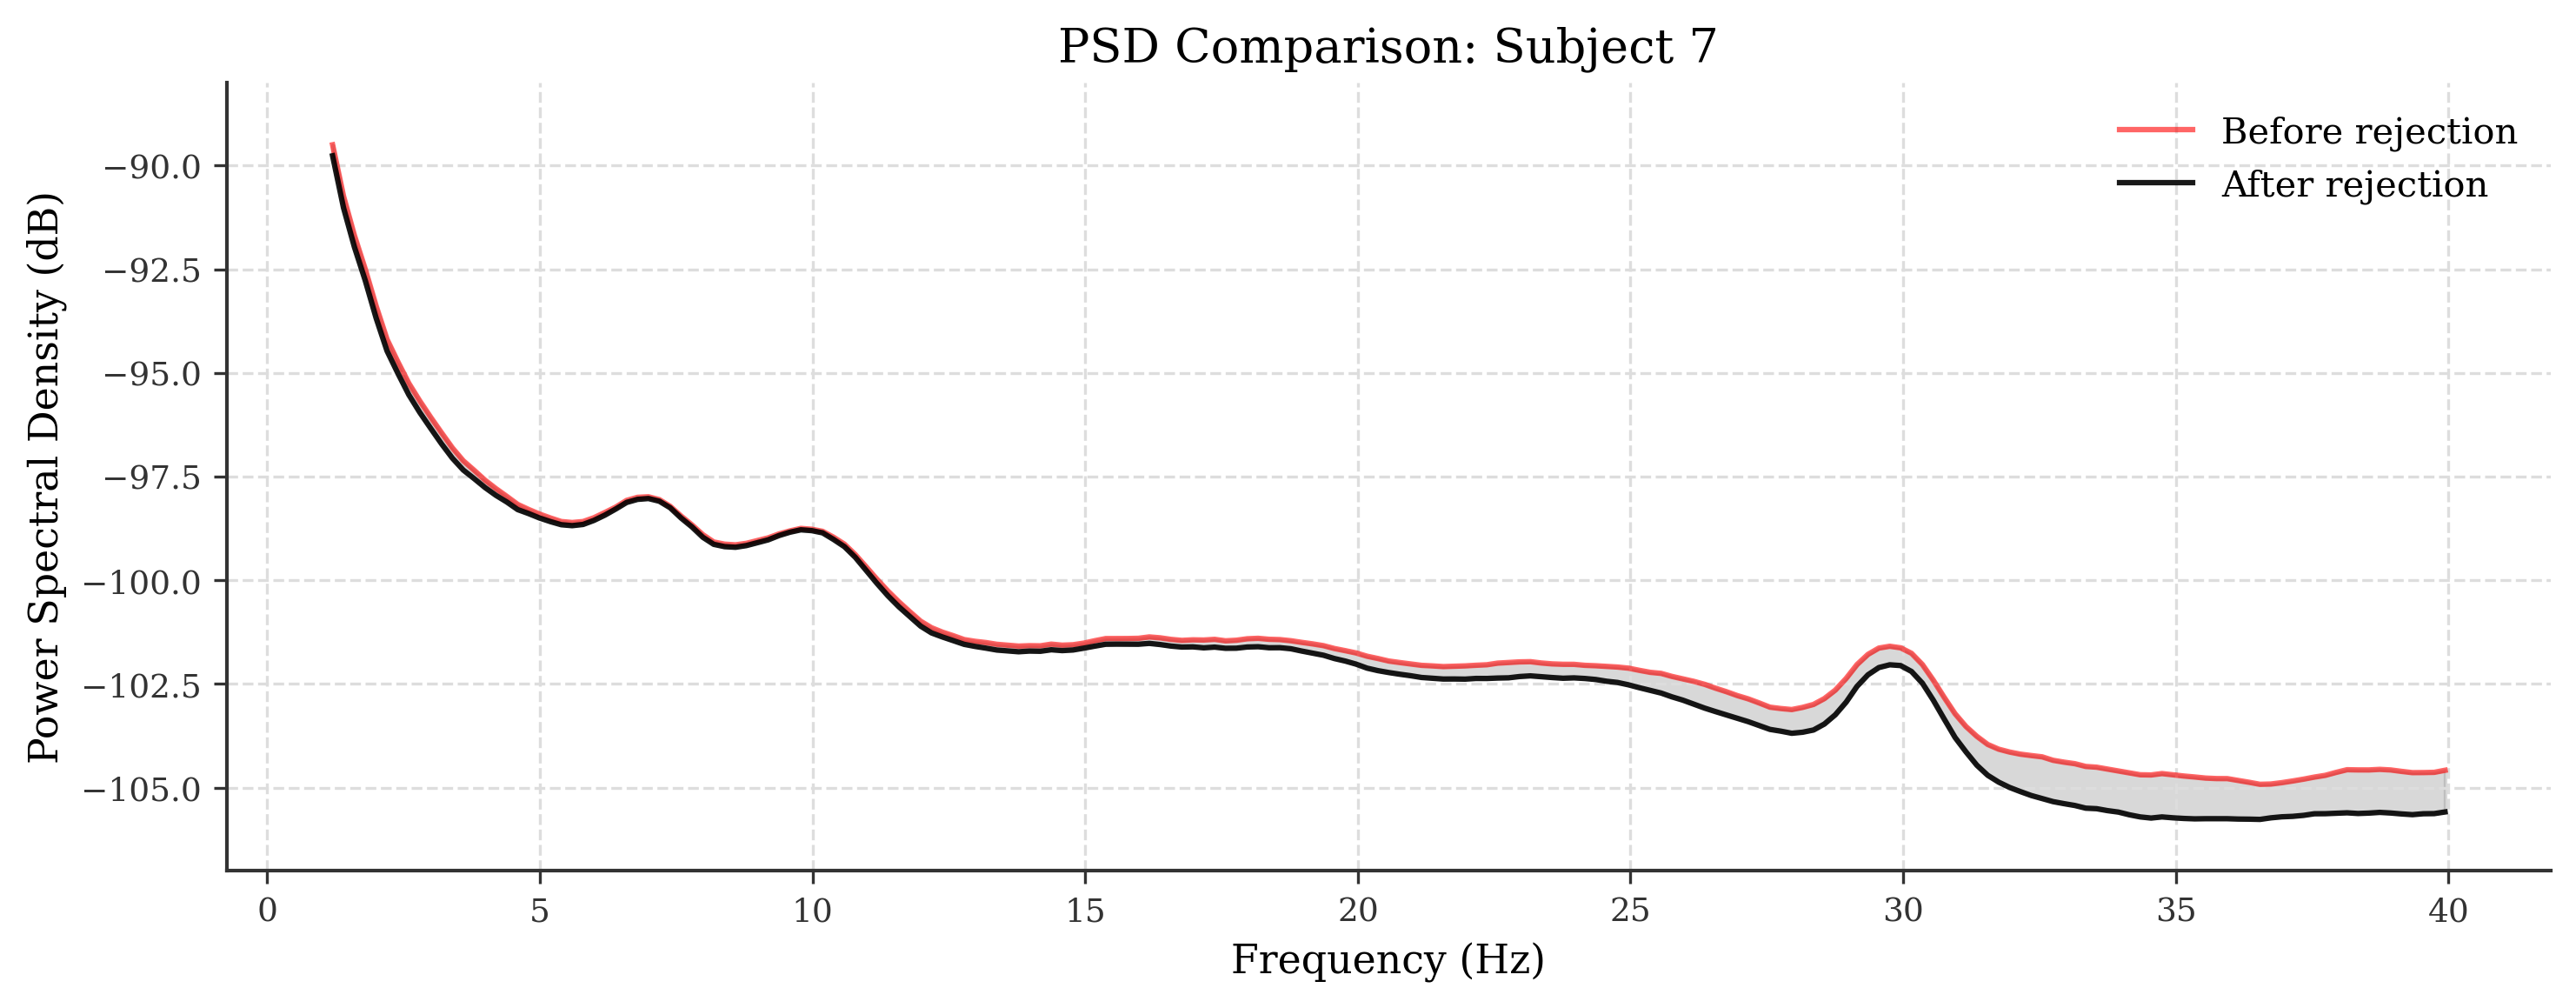 PSD Comparison: Subject 7
Before rejection
After rejection
Power Spectral Density (dB)
−90.0
−92.5
−95.0
−97.5
−100.0
−102.5
−105.0
0 5 10 15 20 25 30 35 40
Frequency (Hz)